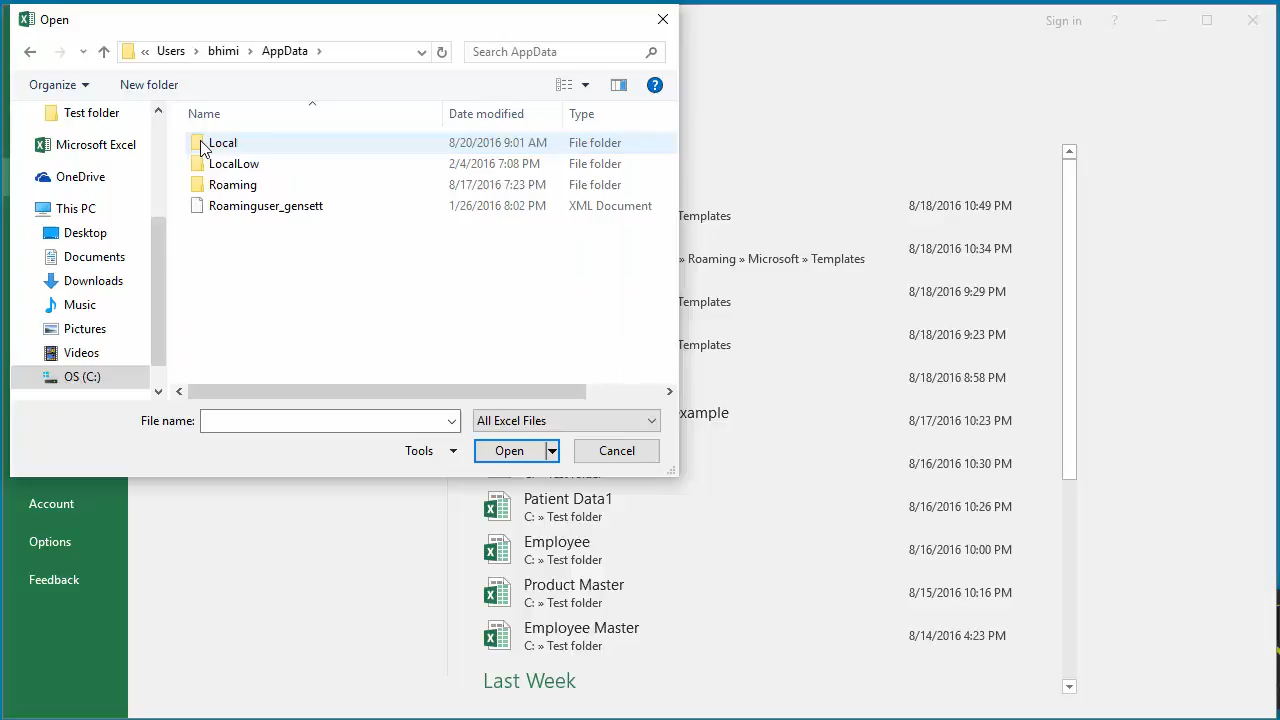 Open
Sign in ?
« Users › bhimi › AppData ›
Search AppData
Organize
New folder
?
Name
Date modified
Type
Test folder
Microsoft Excel
OneDrive
This PC
Desktop
Documents
Downloads
Music
Pictures
Videos
OS (C:)
Local 8/20/2016 9:01 AM File folder
LocalLow 2/4/2016 7:08 PM File folder
Roaming 8/17/2016 7:23 PM File folder
Roaminguser_gensett 1/26/2016 8:02 PM XML Document
File name:
All Excel Files
Tools
Open
Cancel
Account
Options
Feedback
Templates 8/18/2016 10:49 PM
» Roaming » Microsoft » Templates 8/18/2016 10:34 PM
Templates 8/18/2016 9:29 PM
Templates 8/18/2016 9:23 PM
8/18/2016 8:58 PM
xample 8/17/2016 10:23 PM
8/16/2016 10:30 PM
Patient Data1 8/16/2016 10:26 PM
C: » Test folder
Employee 8/16/2016 10:00 PM
C: » Test folder
Product Master 8/15/2016 10:16 PM
C: » Test folder
Employee Master 8/14/2016 4:23 PM
C: » Test folder
Last Week